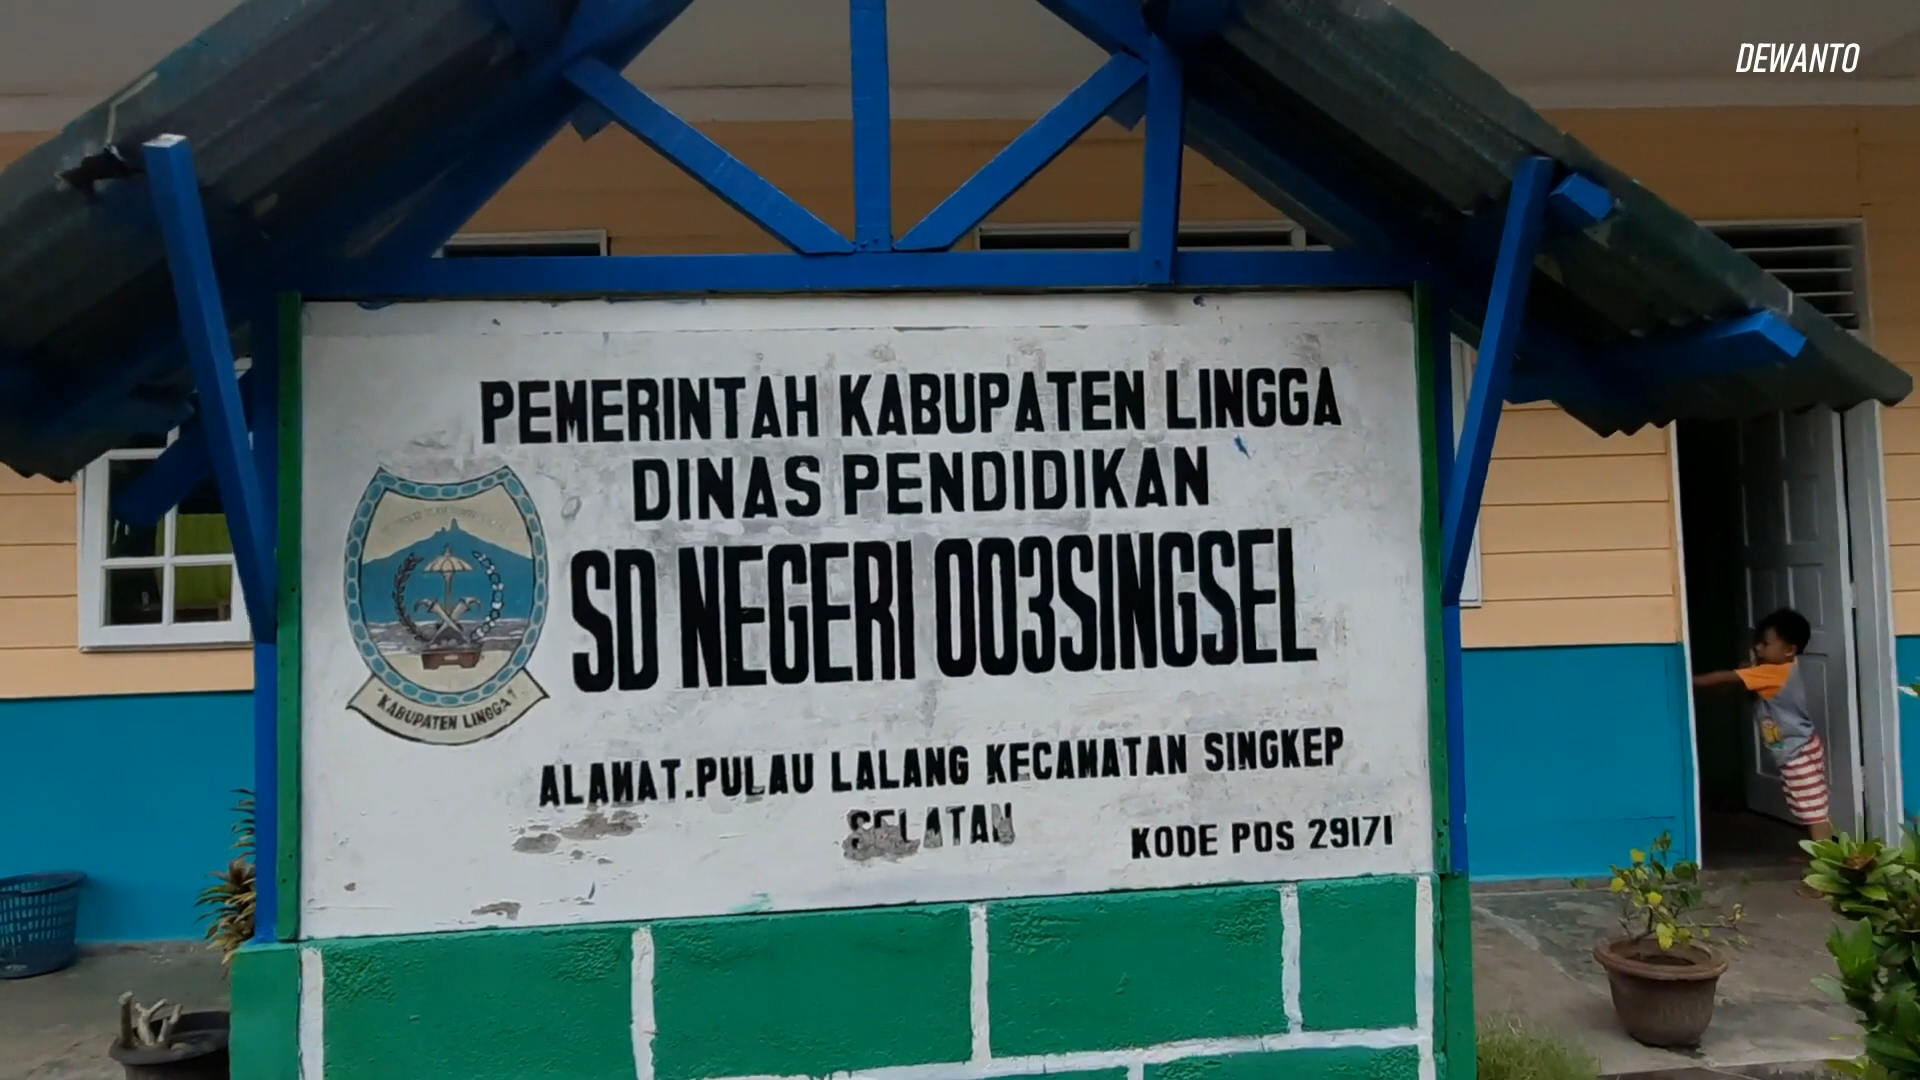 DEWANTO
PEMERINTAH KABUPATEN LINGGA
DINAS PENDIDIKAN
SD NEGERI 003SINGSEL
KABUPATEN LINGGA
ALAMAT.PULAU LALANG KECAMATAN SINGKEP
SELATAN
KODE POS 29171